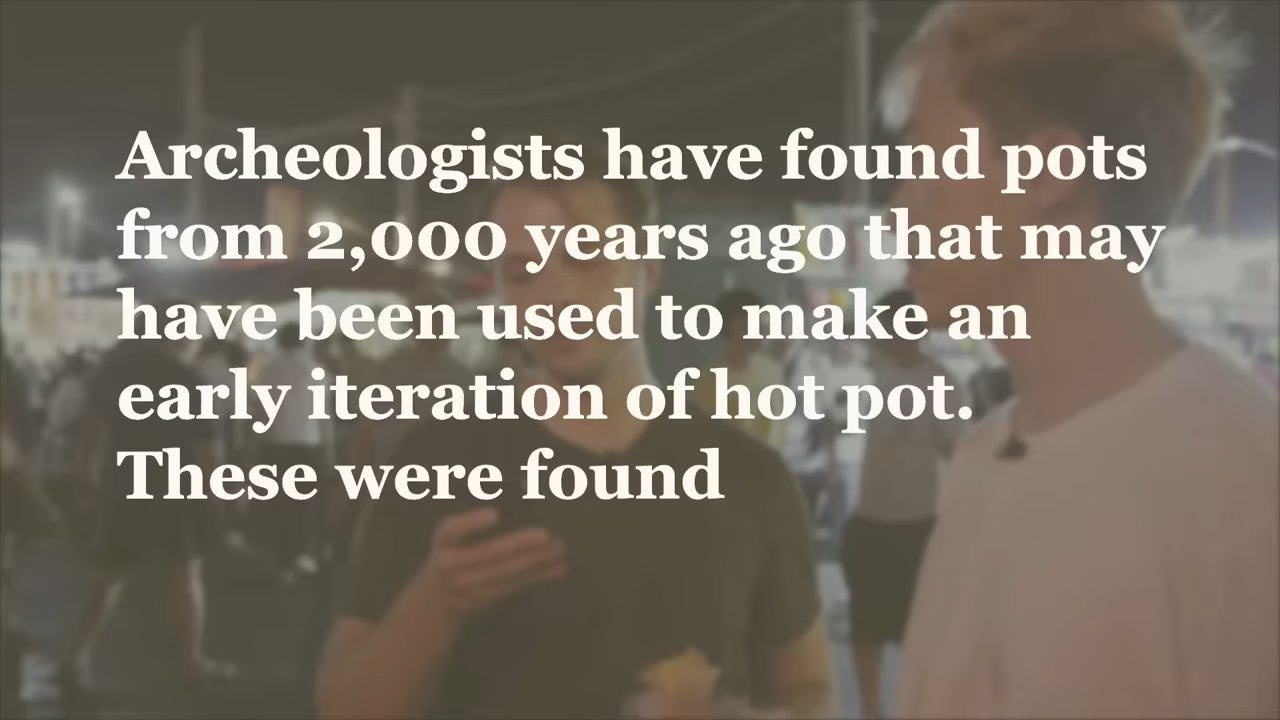 Archeologists have found pots
from 2,000 years ago that may
have been used to make an
early iteration of hot pot.
These were found